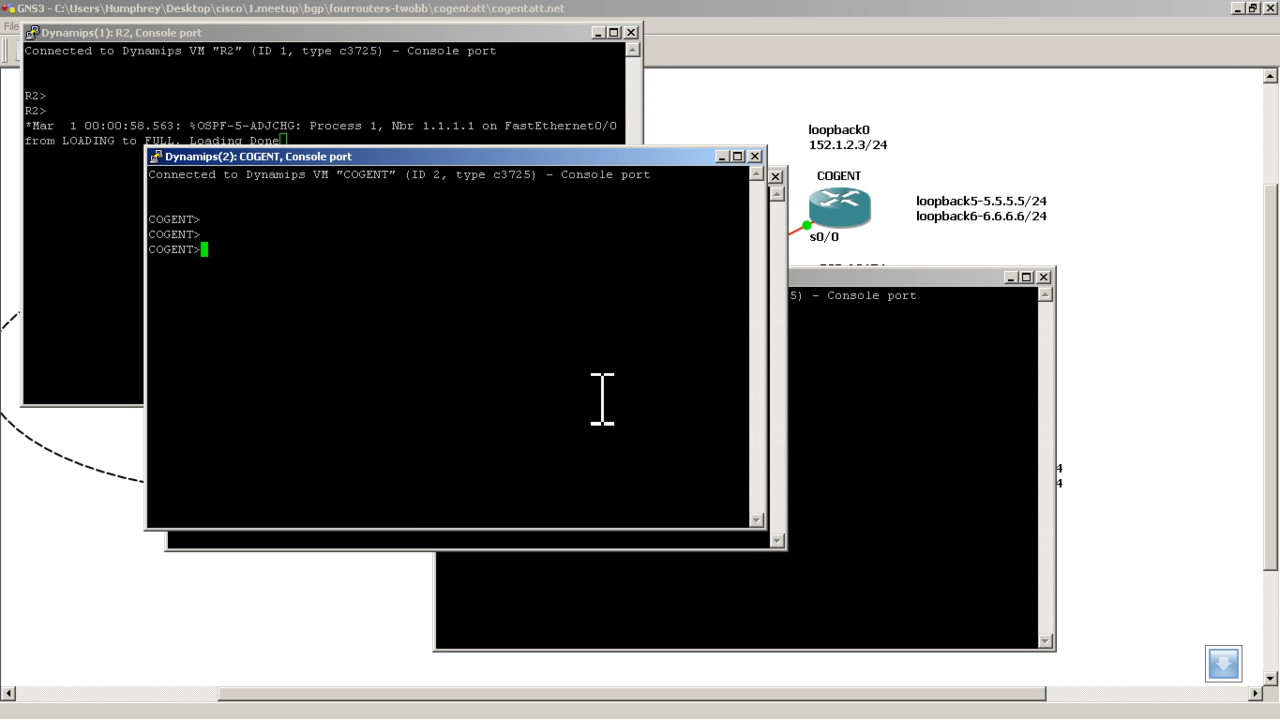 GNS3 - C:\Users\Humphrey\Desktop\cisco\1.meetup\bgp\fourrouters-twobb\cogentatt\cogentatt.net
Dynamips(1): R2, Console port
Connected to Dynamips VM "R2" (ID 1, type c3725) - Console port
R2>
R2>
*Mar  1 00:00:58.563: %OSPF-5-ADJCHG: Process 1, Nbr 1.1.1.1 on FastEthernet0/0
from LOADING to FULL, Loading Done
Dynamips(2): COGENT, Console port
Connected to Dynamips VM "COGENT" (ID 2, type c3725) - Console port
COGENT>
COGENT>
COGENT>
loopback0
152.1.2.3/24
COGENT
loopback5-5.5.5.5/24
loopback6-6.6.6.6/24
s0/0
5) - Console port
4
4